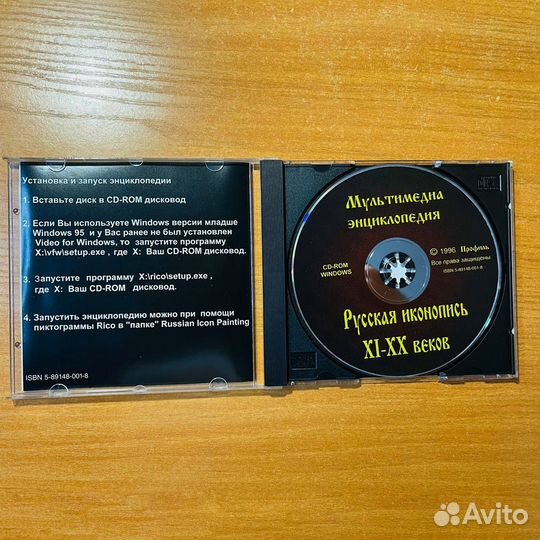 Установка и запуск энциклопедии
1. Вставьте диск в CD-ROM дисковод
2. Если Вы используете Windows версии младше
Windows 95 и у Вас ранее не был установлен
Video for Windows, то запустите программу
X:\vfw\setup.exe , где X: Ваш CD-ROM дисковод.
3. Запустите программу X:\rico\setup.exe ,
где X: Ваш CD-ROM дисковод.
4. Запустить энциклопедию можно при помощи
пиктограммы Rico в "папке" Russian Icon Painting
ISBN 5-89148-001-8
Мультимедиа
энциклопедия
CD-ROM
WINDOWS
© 1996 Профиль
Все права защищены
ISBN 5-89148-001-8
Русская иконопись
XI-XX веков
Avito